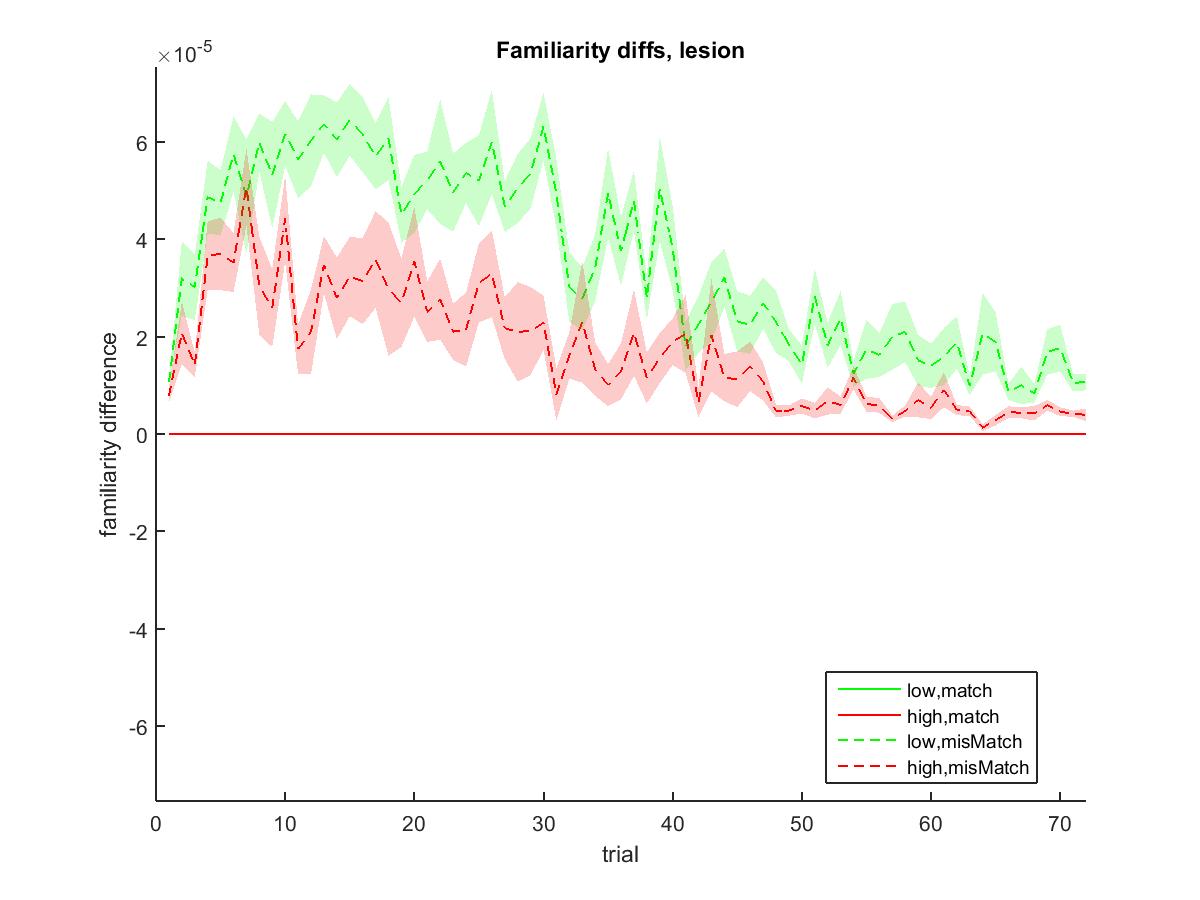 ×10-5
Familiarity diffs, lesion
6
4
2
0
-2
-4
-6
familiarity difference
0 10 20 30 40 50 60 70
trial
low,match
high,match
low,misMatch
high,misMatch